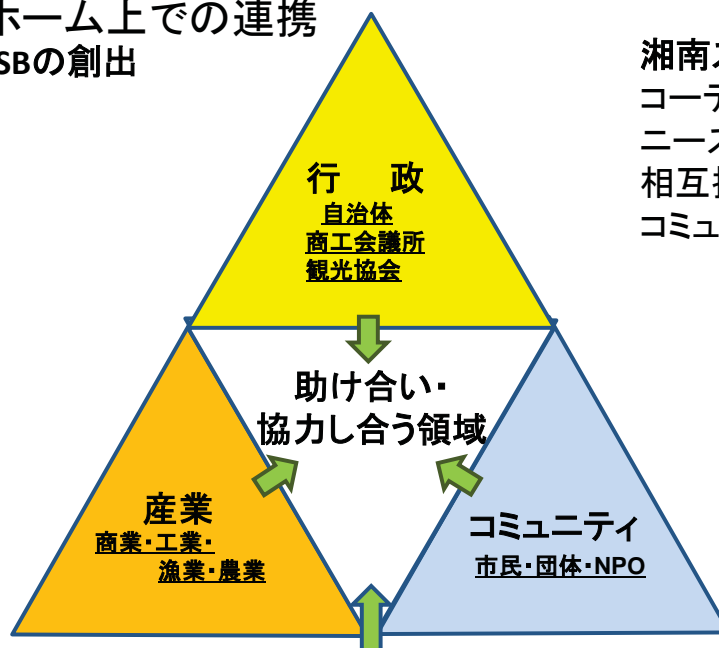 ホーム上での連携
SBの創出
湘南
コーデ
ニーズ
相互
コミュ
行 政
自治体
商工会議所
観光協会
助け合い・
協力し合う領域
産業
商業・工業・
漁業・農業
コミュニティ
市民・団体・NPO